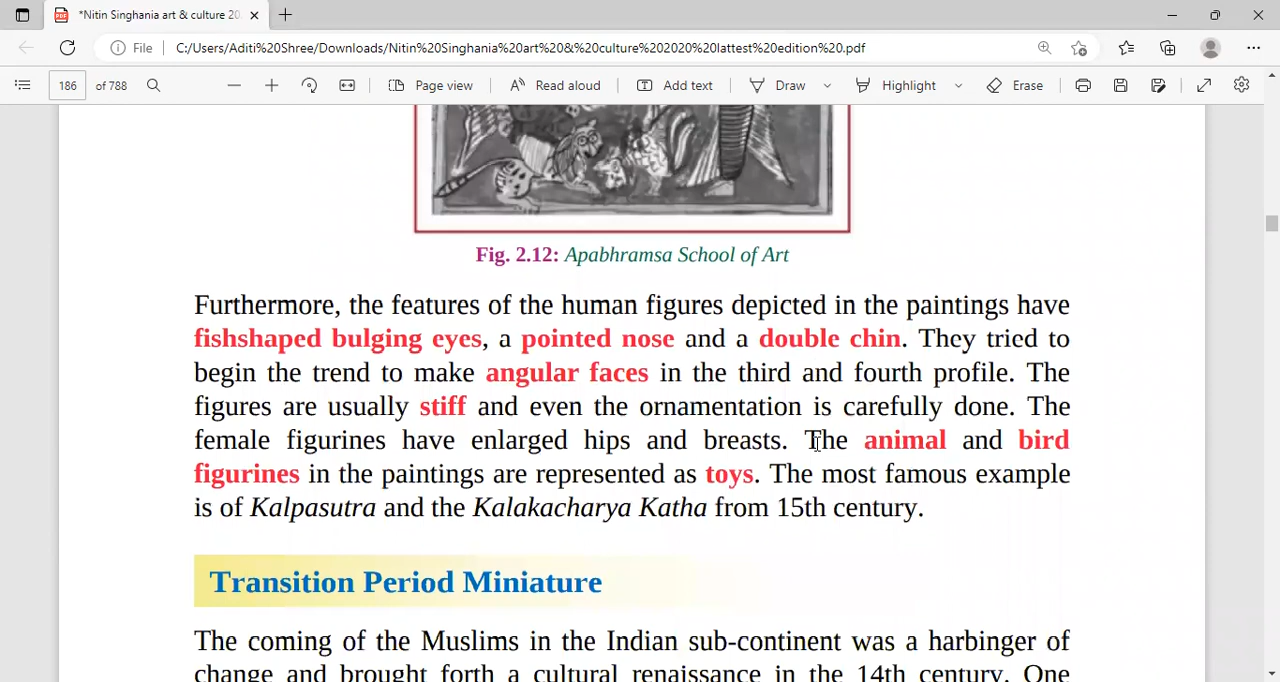 *Nitin Singhania art & culture 20
File C:/Users/Aditi%20Shree/Downloads/Nitin%20Singhania%20art%20&%20culture%202020%20lattest%20edition%20.pdf
186 of 788 Page view Read aloud Add text Draw Highlight Erase
Fig. 2.12: Apabhramsa School of Art
Furthermore, the features of the human figures depicted in the paintings have
fishshaped bulging eyes, a pointed nose and a double chin. They tried to
begin the trend to make angular faces in the third and fourth profile. The
figures are usually stiff and even the ornamentation is carefully done. The
female figurines have enlarged hips and breasts. The animal and bird
figurines in the paintings are represented as toys. The most famous example
is of Kalpasutra and the Kalakacharya Katha from 15th century.
Transition Period Miniature
The coming of the Muslims in the Indian sub-continent was a harbinger of
change and brought forth a cultural renaissance in the 14th century. One